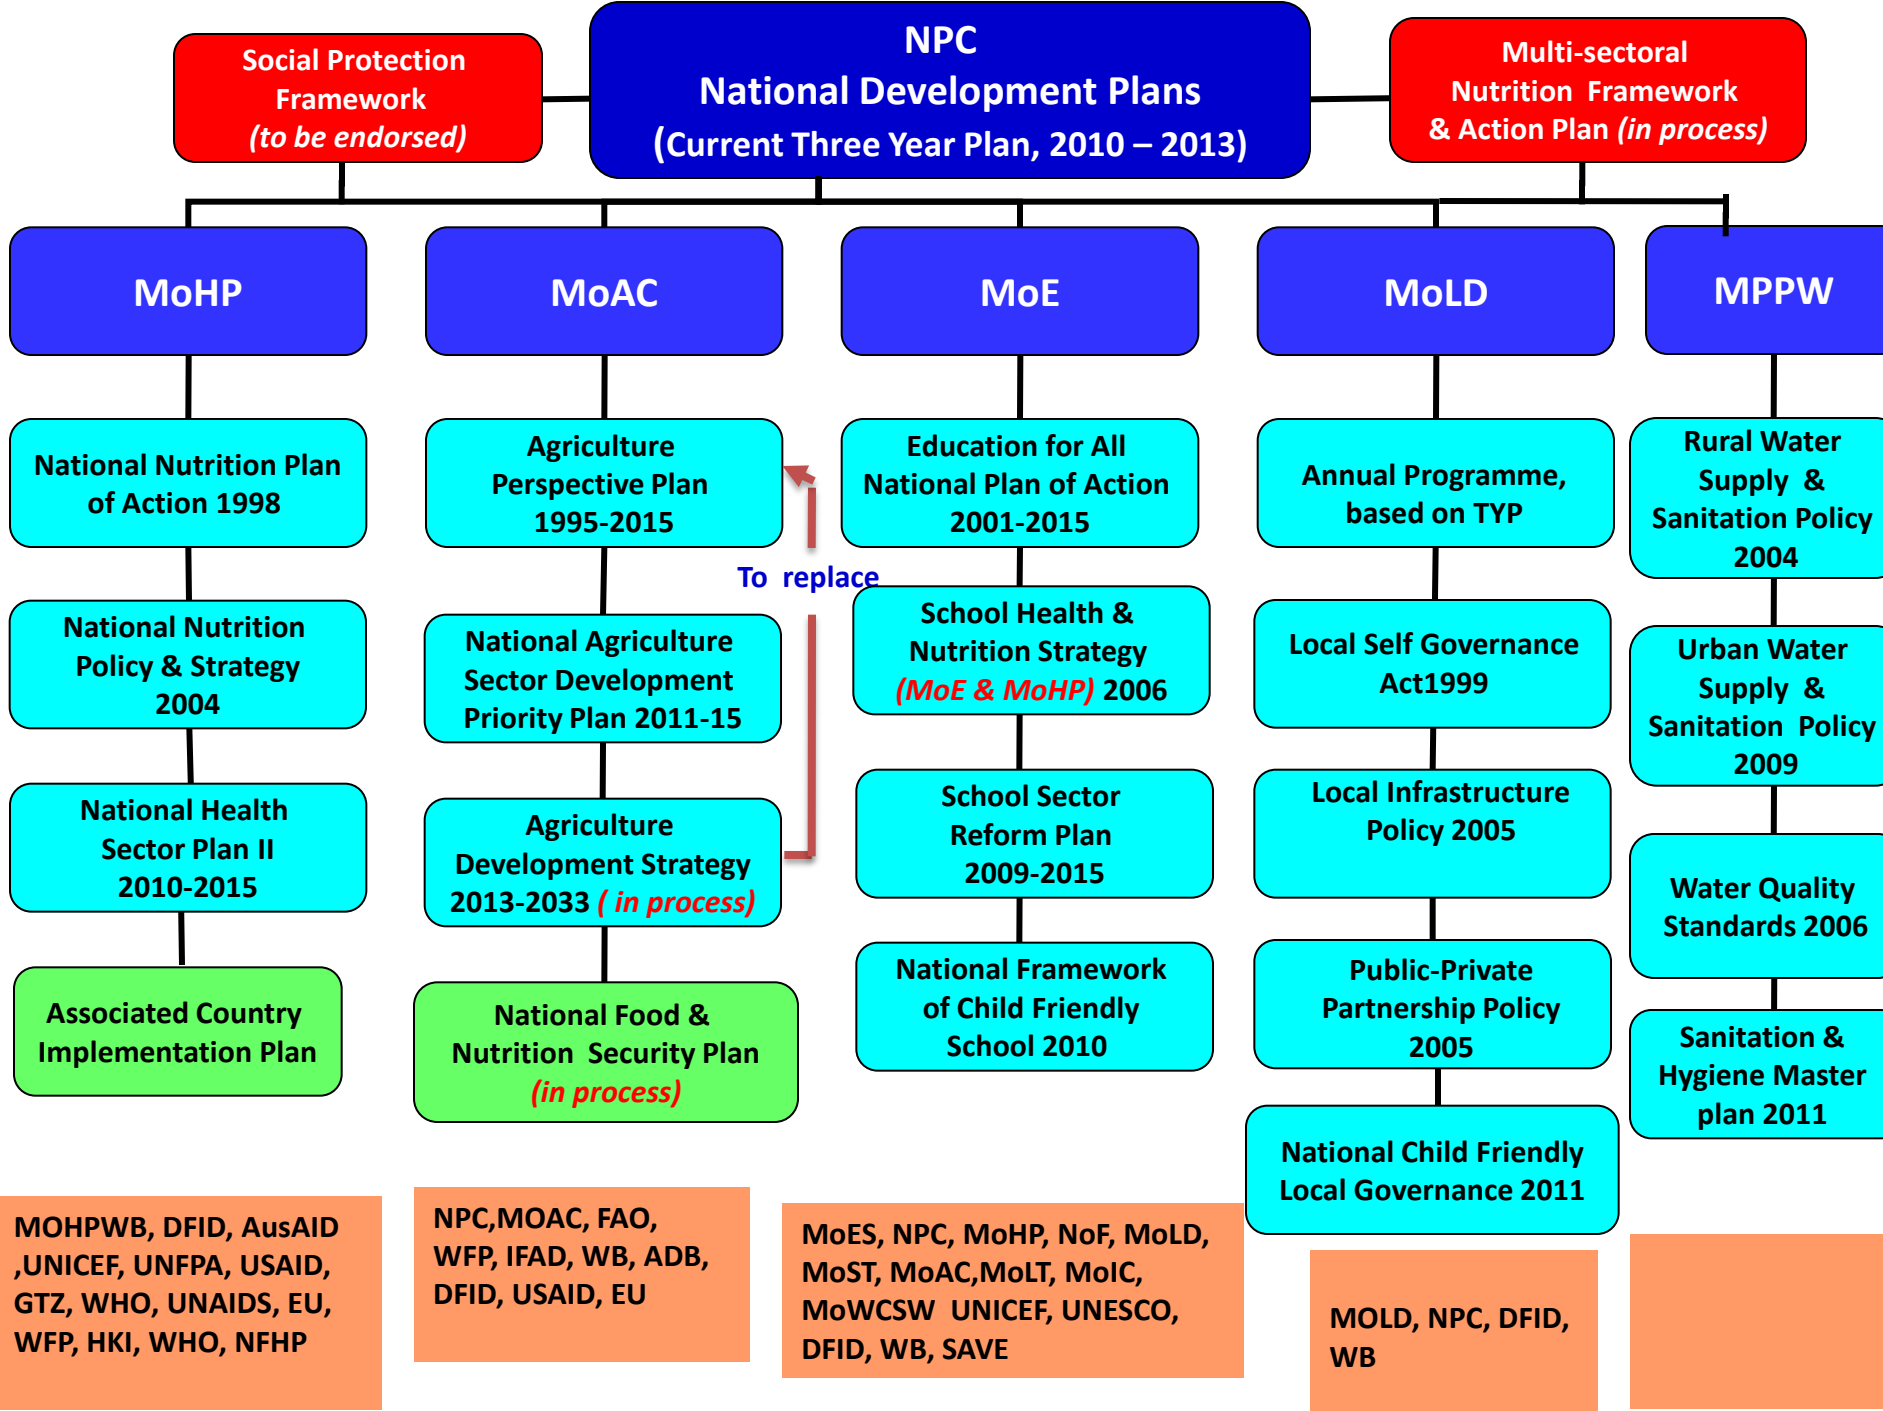 Social Protection
Framework
(to be endorsed)
NPC
National Development Plans
(Current Three Year Plan, 2010 – 2013)
Multi-sectoral
Nutrition Framework
& Action Plan (in process)
MoHP
MoAC
MoE
MoLD
MPPW
National Nutrition Plan
of Action 1998
National Nutrition
Policy & Strategy
2004
National Health
Sector Plan II
2010-2015
Associated Country
Implementation Plan
Agriculture
Perspective Plan
1995-2015
To replace
National Agriculture
Sector Development
Priority Plan 2011-15
Agriculture
Development Strategy
2013-2033 ( in process)
National Food &
Nutrition Security Plan
(in process)
Education for All
National Plan of Action
2001-2015
School Health &
Nutrition Strategy
(MoE & MoHP) 2006
School Sector
Reform Plan
2009-2015
National Framework
of Child Friendly
School 2010
Annual Programme,
based on TYP
Local Self Governance
Act1999
Local Infrastructure
Policy 2005
Public-Private
Partnership Policy
2005
National Child Friendly
Local Governance 2011
Rural Water
Supply &
Sanitation Policy
2004
Urban Water
Supply &
Sanitation Policy
2009
Water Quality
Standards 2006
Sanitation &
Hygiene Master
plan 2011
MOHPWB, DFID, AusAID
,UNICEF, UNFPA, USAID,
GTZ, WHO, UNAIDS, EU,
WFP, HKI, WHO, NFHP
NPC,MOAC, FAO,
WFP, IFAD, WB, ADB,
DFID, USAID, EU
MoES, NPC, MoHP, NoF, MoLD,
MoST, MoAC,MoLT, MoIC,
MoWCSW UNICEF, UNESCO,
DFID, WB, SAVE
MOLD, NPC, DFID,
WB